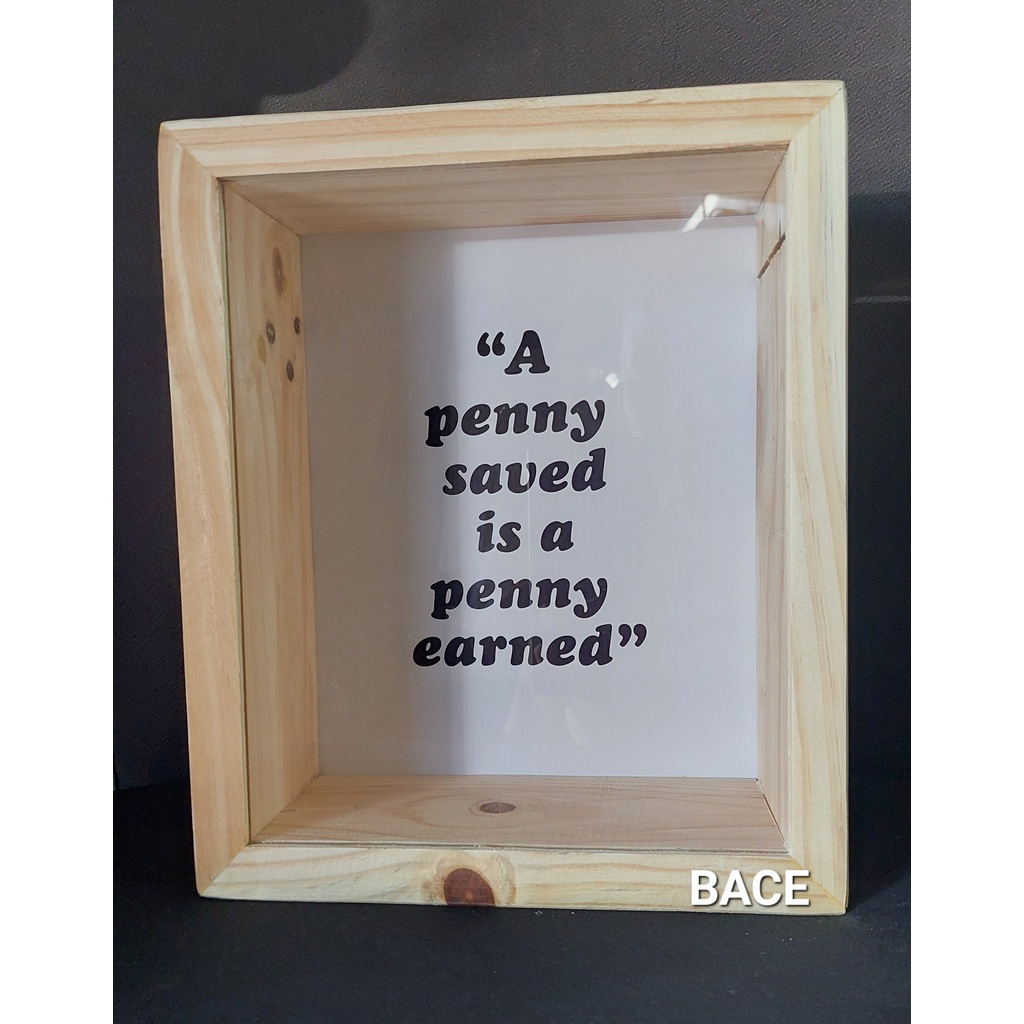 “A
penny
saved
is a
penny
earned”
BACE